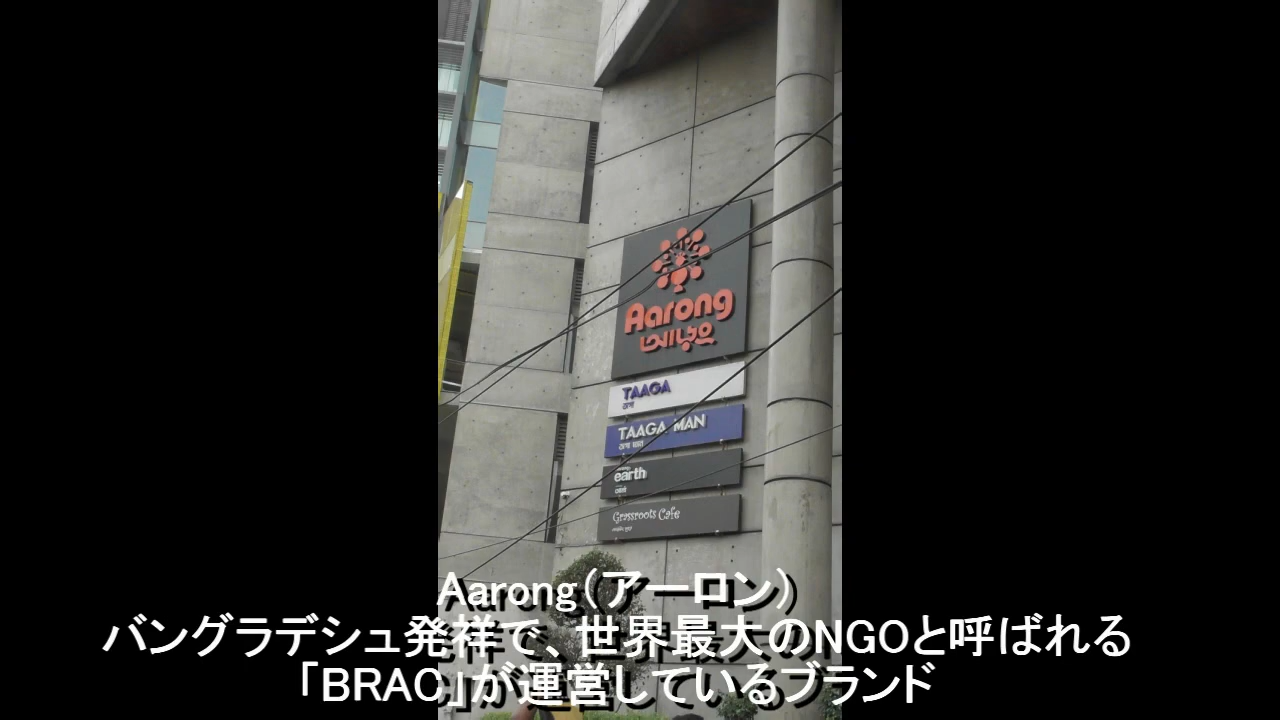 Aarong
আড়ং
TAAGA
TAAGA MAN
earth
Grassroots Cafe
Aarong(アーロン)
バングラデシュ発祥で、世界最大のNGOと呼ばれる
「BRAC」が運営しているブランド